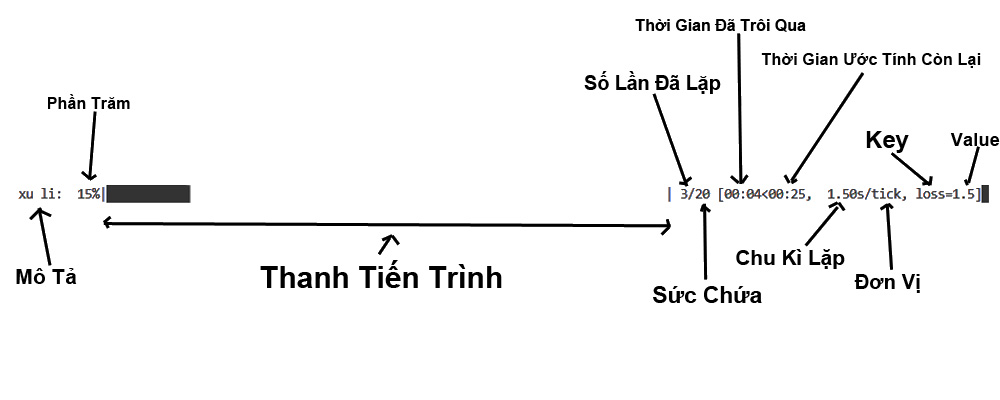 Thời Gian Đã Trôi Qua
Thời Gian Ước Tính Còn Lại
Số Lần Đã Lặp
Phần Trăm
Key
Value
xu li: 15%| | 3/20 [00:04<00:25, 1.50s/tick, loss=1.5]
Mô Tả
Thanh Tiến Trình
Chu Kì Lặp
Đơn Vị
Sức Chứa